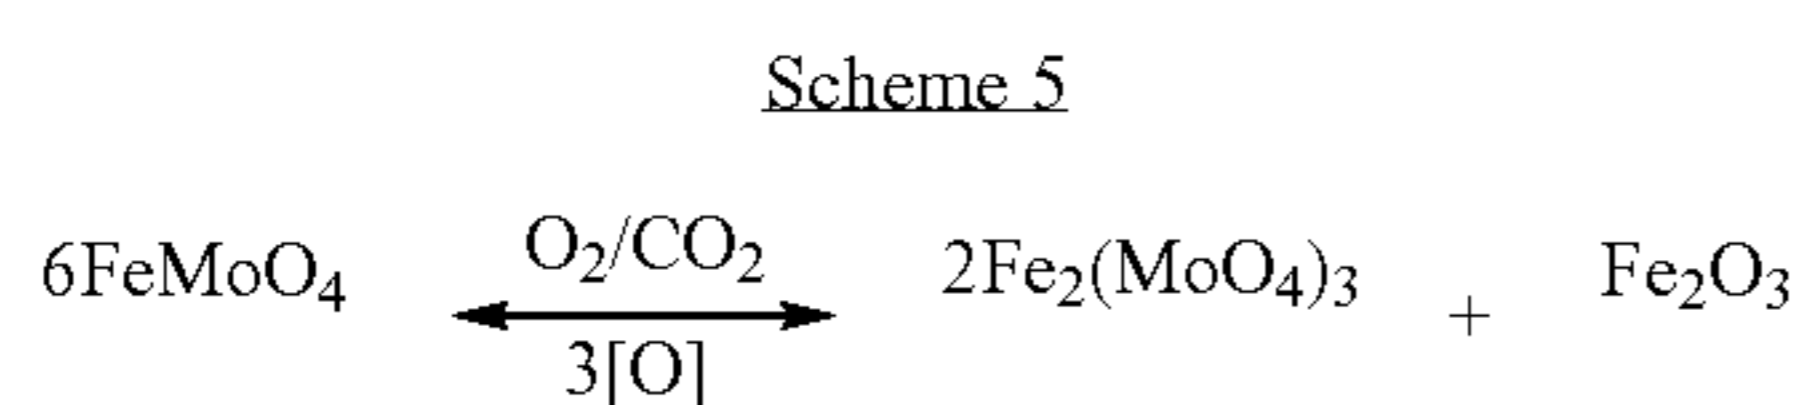 Scheme 5
O₂/CO₂
6FeMoO₄ ⟷ 2Fe₂(MoO₄)₃ + Fe₂O₃
3[O]